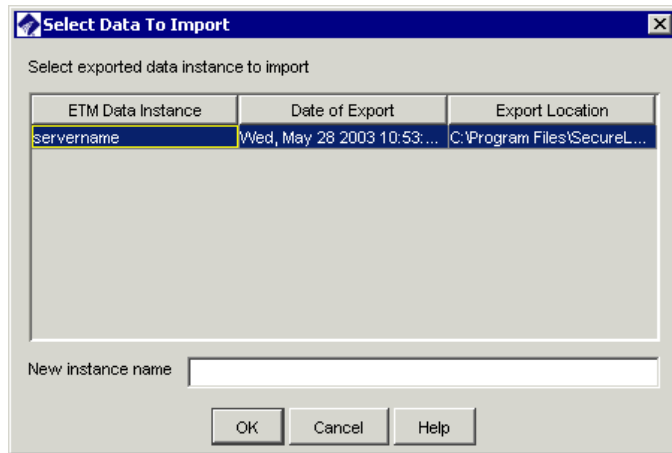 Select Data To Import
Select exported data instance to import
ETM Data Instance Date of Export Export Location
servername Wed, May 28 2003 10:53:... C:\Program Files\SecureL...
New instance name
OK Cancel Help